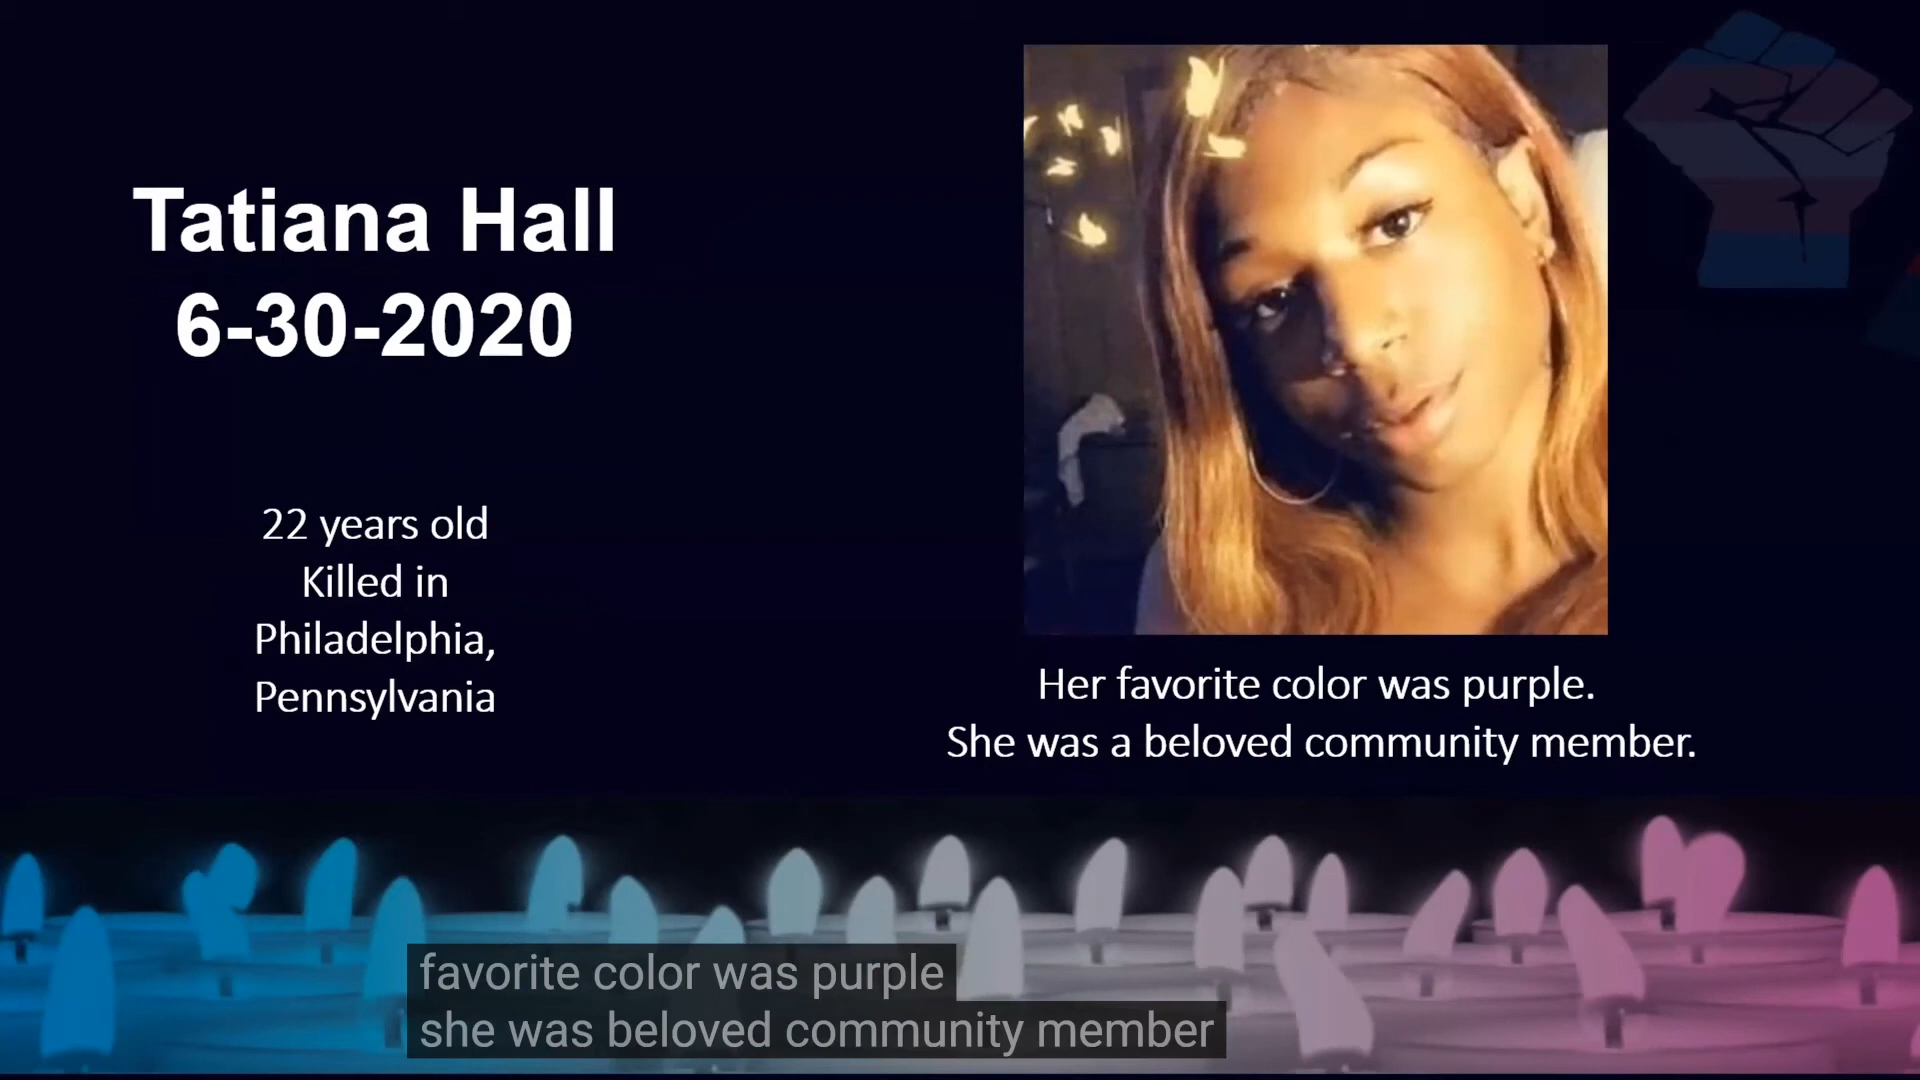 Tatiana Hall
6-30-2020
22 years old
Killed in
Philadelphia,
Pennsylvania
Her favorite color was purple.
She was a beloved community member.
favorite color was purple
she was beloved community member